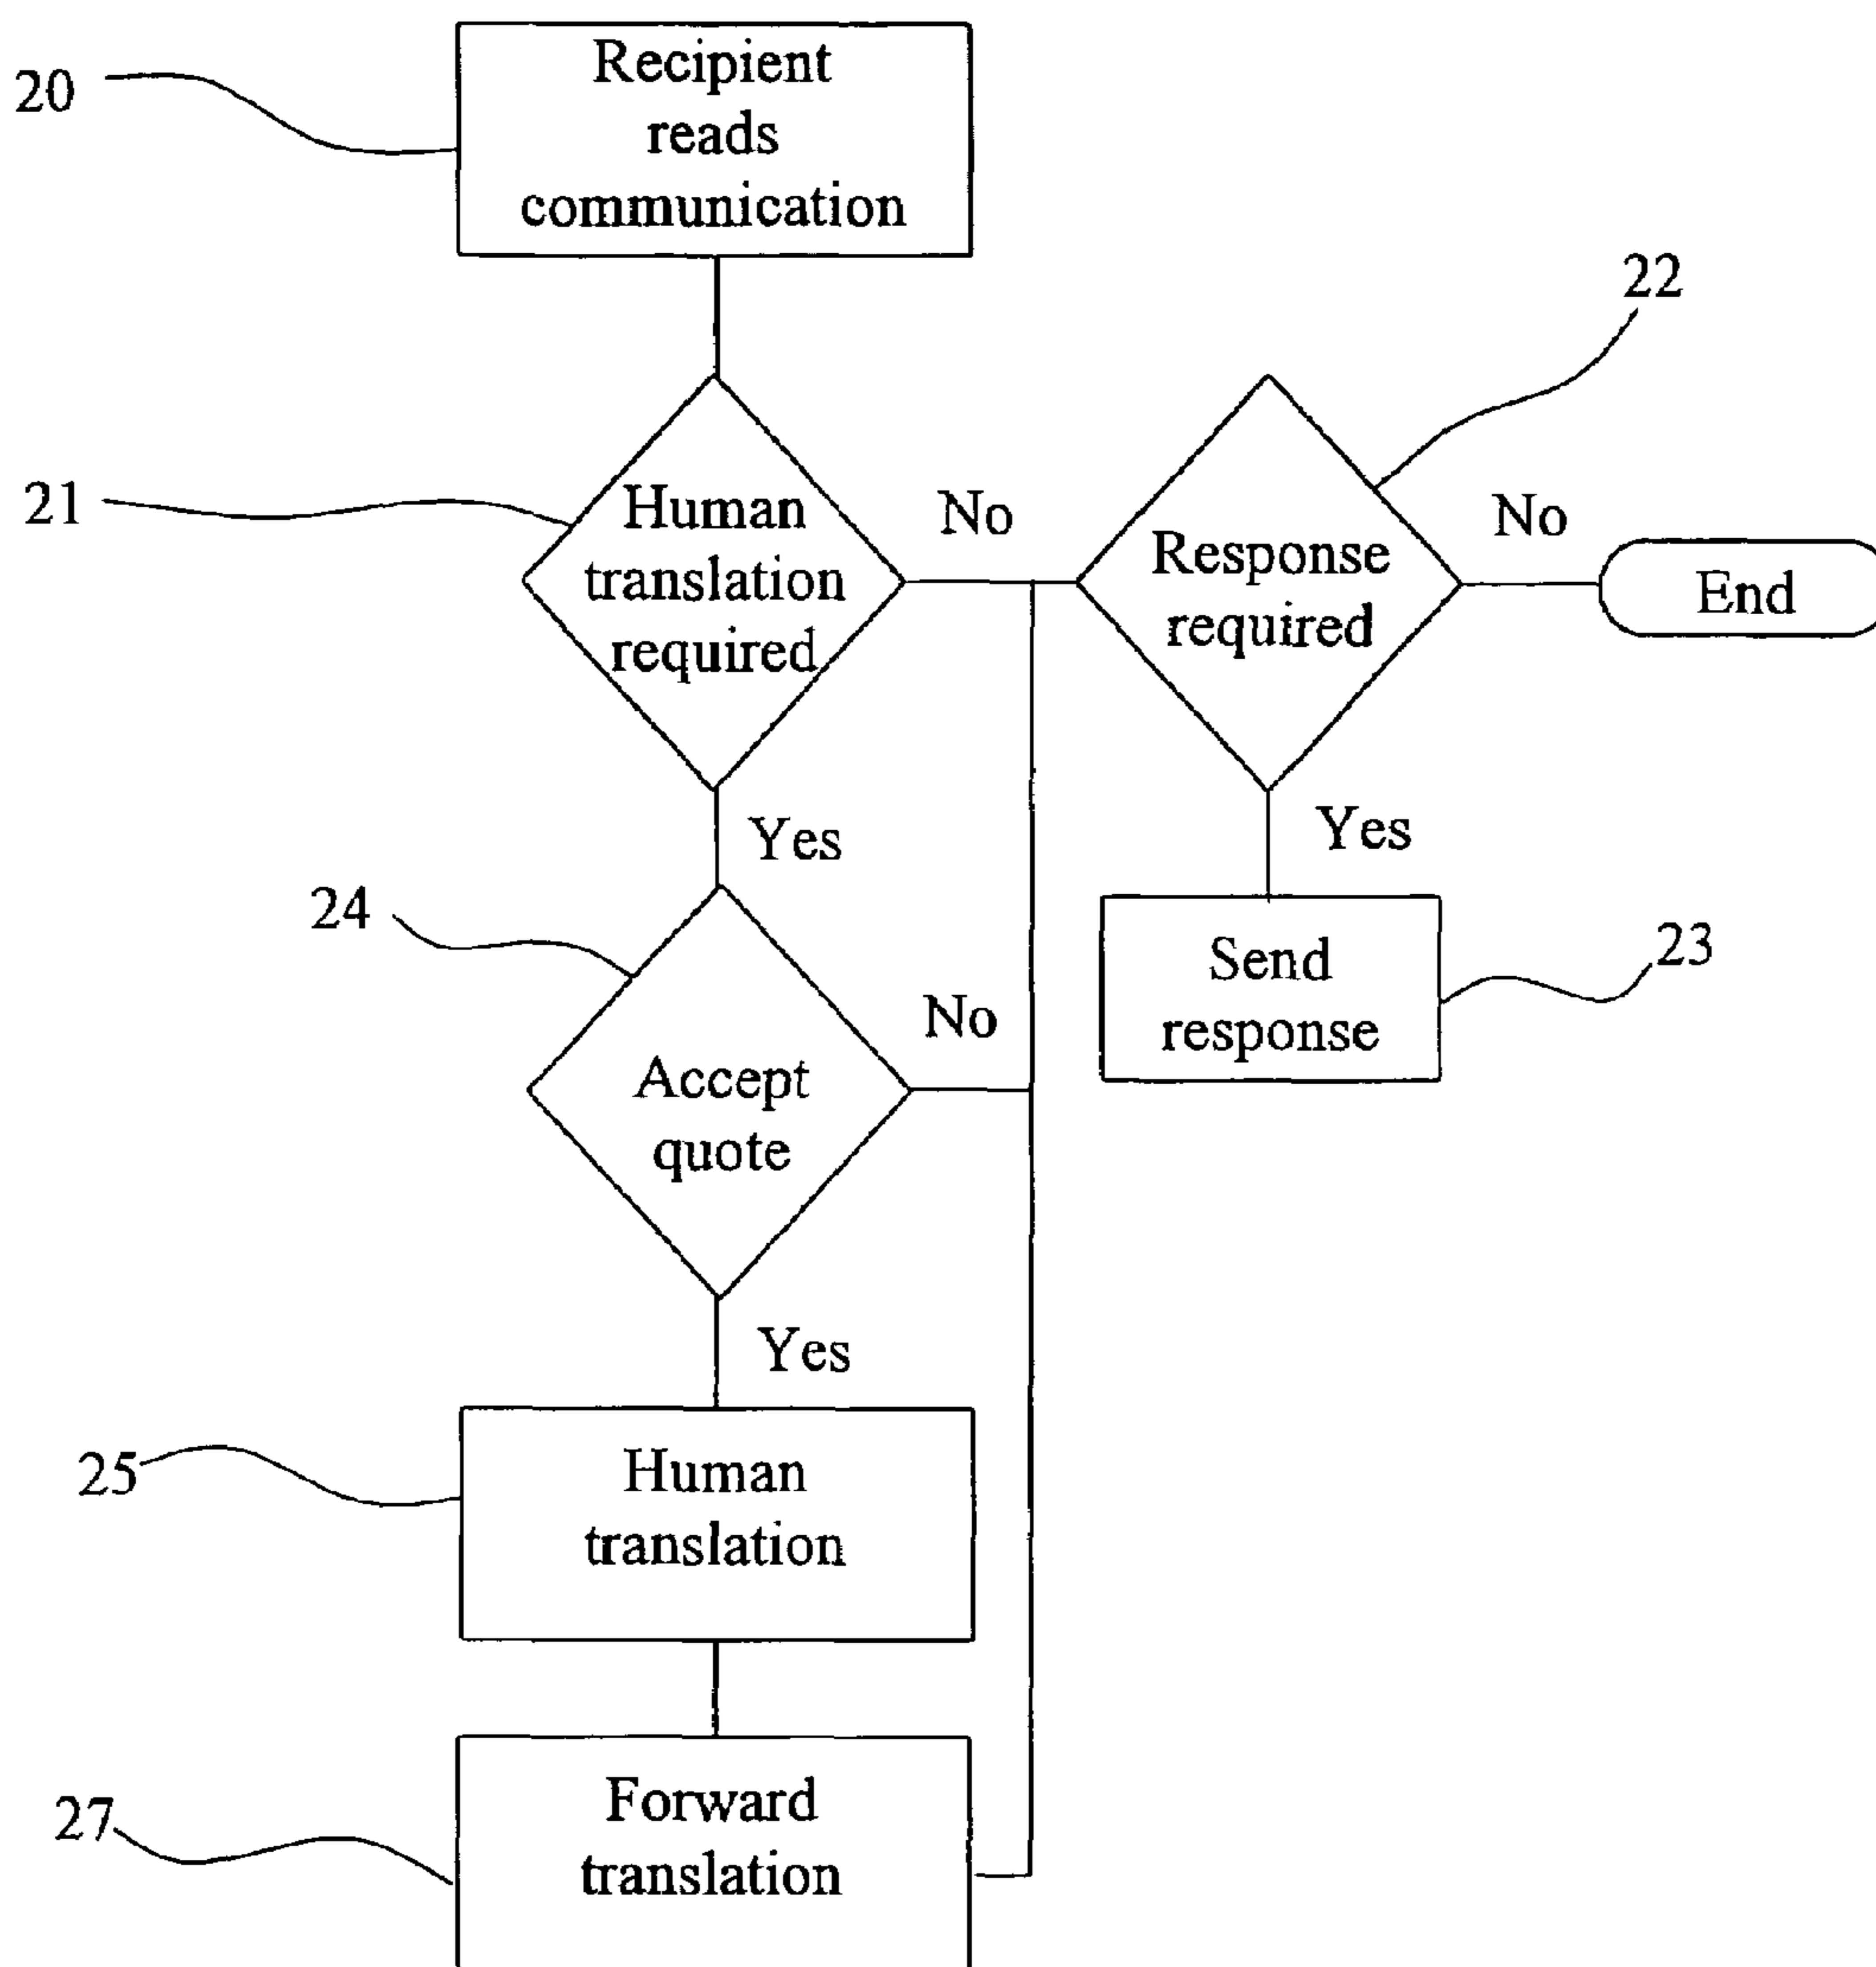 20
Recipient
reads
communication
22
21
Human
translation
required
No
Response
required
No
End
Yes
Yes
24
Accept
quote
No
Send
response
23
Yes
25
Human
translation
27
Forward
translation